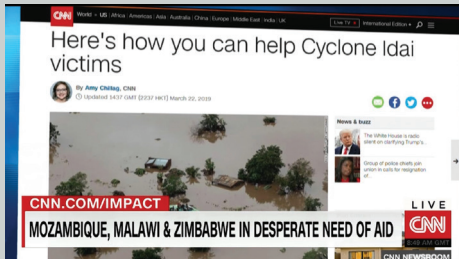 CNN World + US Africa Americas Asia Australia China Europe Middle East India UK
Live TV International Edition +
Here's how you can help Cyclone Idai
victims
By Amy Chillag, CNN
Updated 1437 GMT (2237 HKT) March 22, 2019
News & buzz
The White House is radio
silent on clarifying Trump's...
Group of police chiefs join
union in calls for resignation
of...
CNN.COM/IMPACT
MOZAMBIQUE, MALAWI & ZIMBABWE IN DESPERATE NEED OF AID
LIVE
CNN
8:49 AM GMT
CNN NEWSROOM